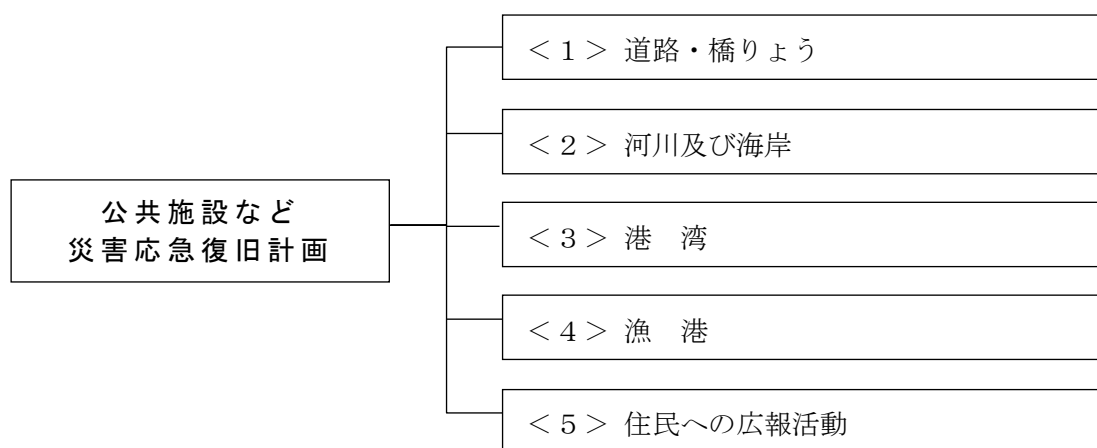 公共施設など
災害応急復旧計画
＜１＞ 道路・橋りょう
＜２＞ 河川及び海岸
＜３＞ 港　湾
＜４＞ 漁　港
＜５＞ 住民への広報活動